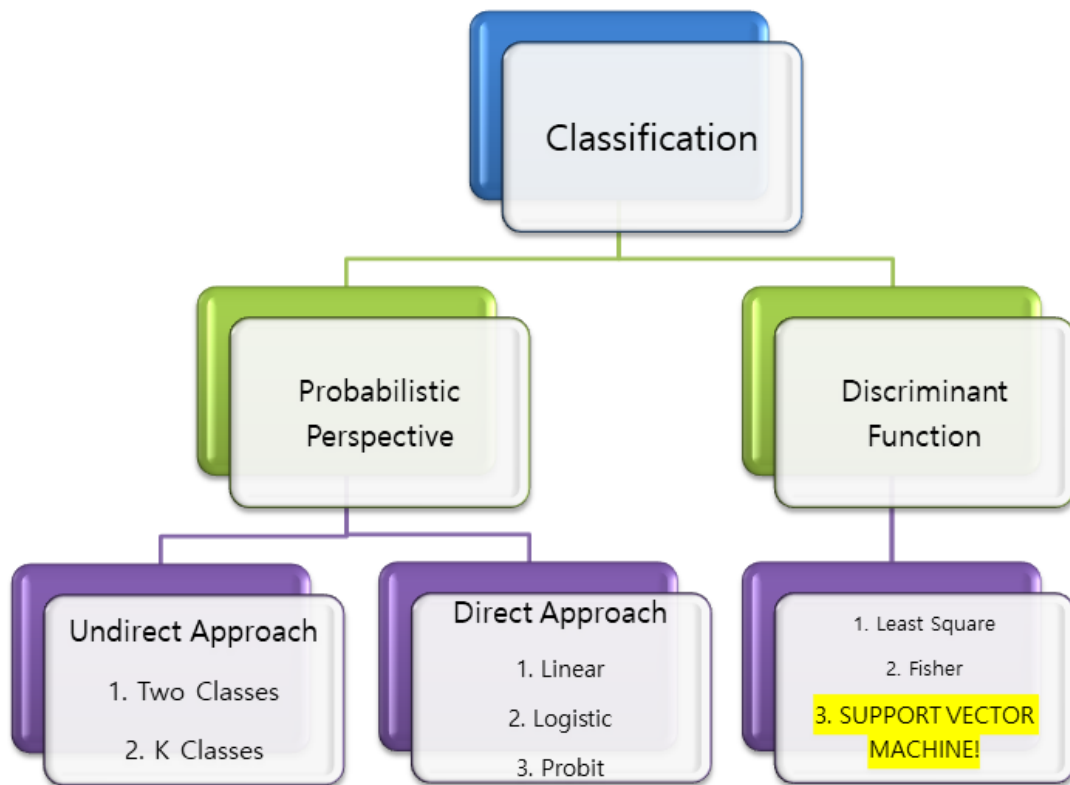 Classification
Probabilistic
Perspective
Discriminant
Function
Undirect Approach
1. Two Classes
2. K Classes
Direct Approach
1. Linear
2. Logistic
3. Probit
1. Least Square
2. Fisher
3. SUPPORT VECTOR
MACHINE!